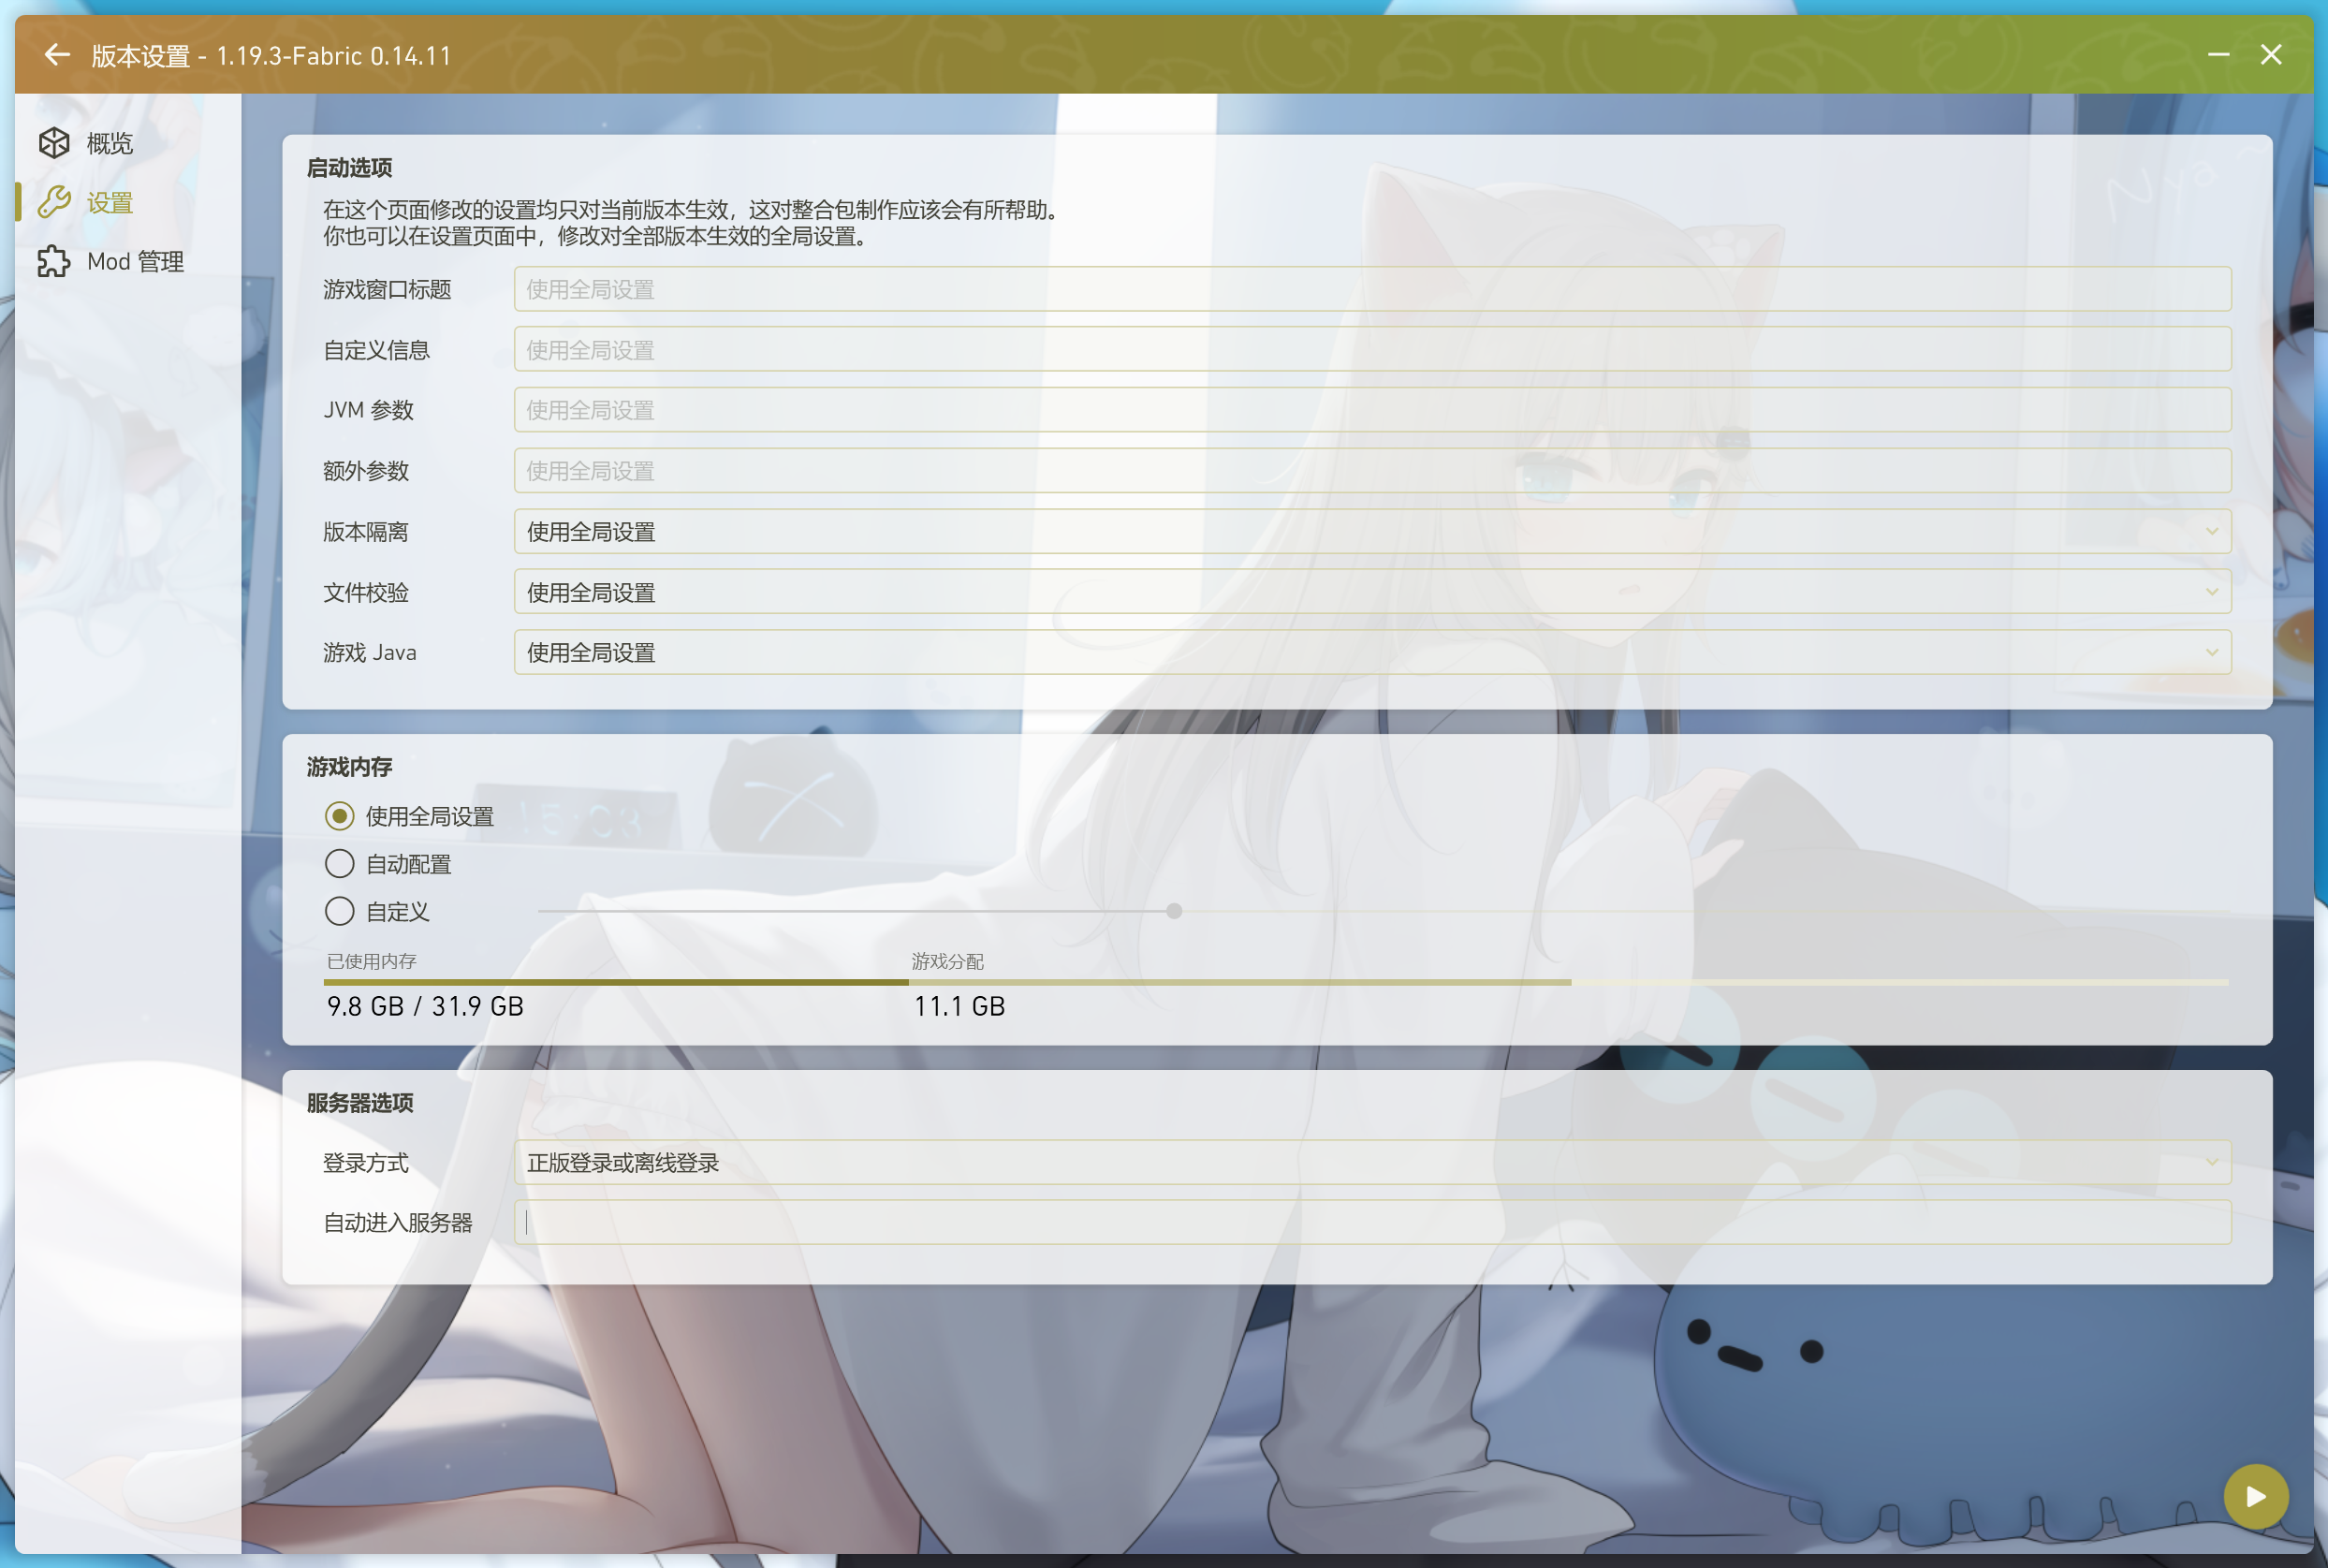 版本设置 - 1.19.3-Fabric 0.14.11
概览
设置
Mod 管理
启动选项
在这个页面修改的设置均只对当前版本生效，这对整合包制作应该会有所帮助。
你也可以在设置页面中，修改对全部版本生效的全局设置。
游戏窗口标题 使用全局设置
自定义信息 使用全局设置
JVM 参数 使用全局设置
额外参数 使用全局设置
版本隔离 使用全局设置
文件校验 使用全局设置
游戏 Java 使用全局设置
游戏内存
使用全局设置
自动配置
自定义
已使用内存 游戏分配
9.8 GB / 31.9 GB 11.1 GB
服务器选项
登录方式 正版登录或离线登录
自动进入服务器
Nya ~